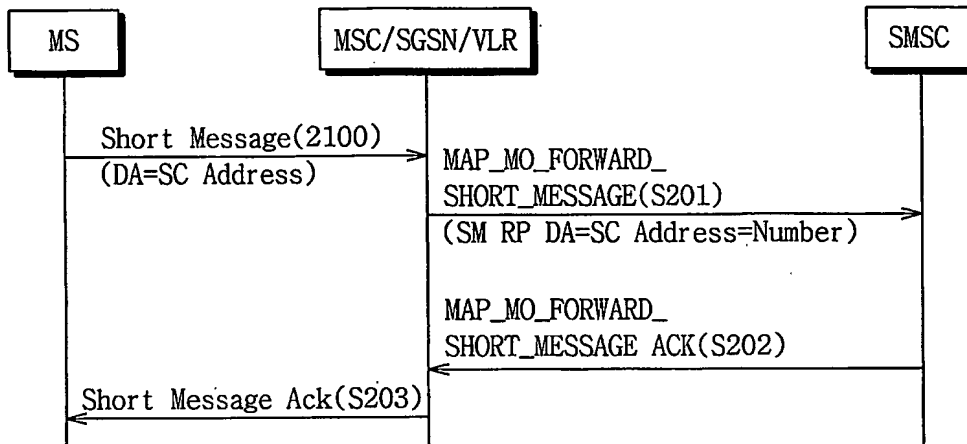 MS
MSC/SGSN/VLR
SMSC
Short Message(2100)
(DA=SC Address)
MAP_MO_FORWARD_
SHORT_MESSAGE(S201)
(SM RP DA=SC Address=Number)
MAP_MO_FORWARD_
SHORT_MESSAGE ACK(S202)
Short Message Ack(S203)